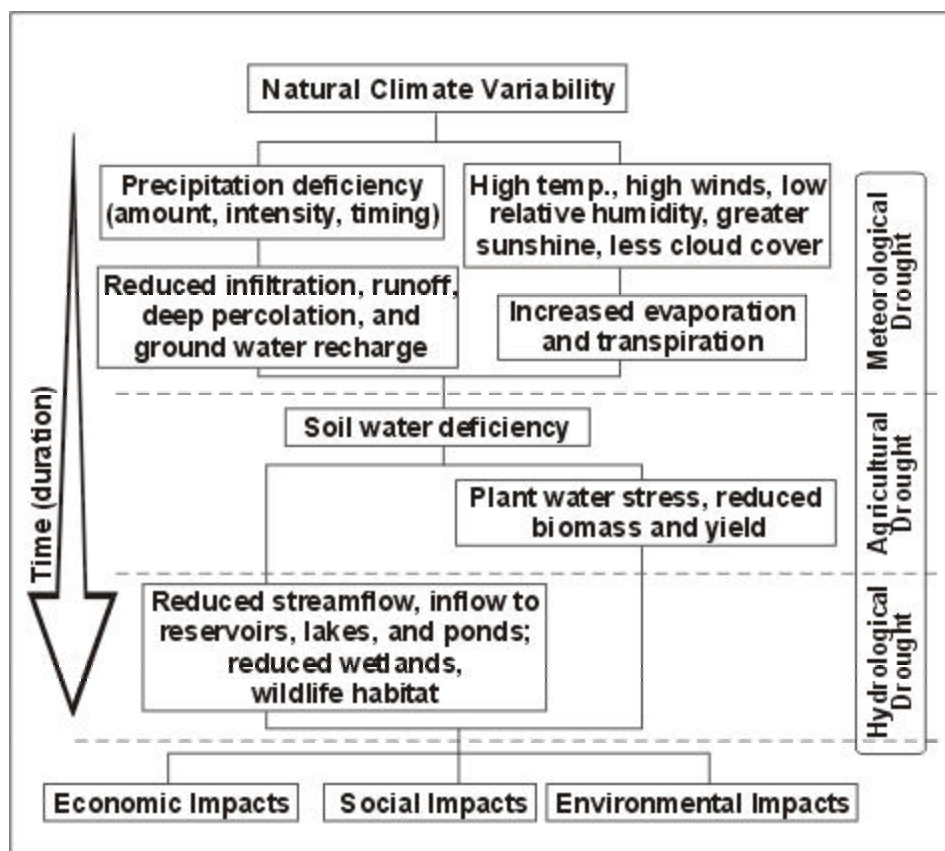 Natural Climate Variability
Precipitation deficiency
(amount, intensity, timing)
High temp., high winds, low
relative humidity, greater
sunshine, less cloud cover
Reduced infiltration, runoff,
deep percolation, and
ground water recharge
Increased evaporation
and transpiration
Meteorological
Drought
Time (duration)
Soil water deficiency
Plant water stress, reduced
biomass and yield
Agricultural
Drought
Reduced streamflow, inflow to
reservoirs, lakes, and ponds;
reduced wetlands,
wildlife habitat
Hydrological
Drought
Economic Impacts
Social Impacts
Environmental Impacts